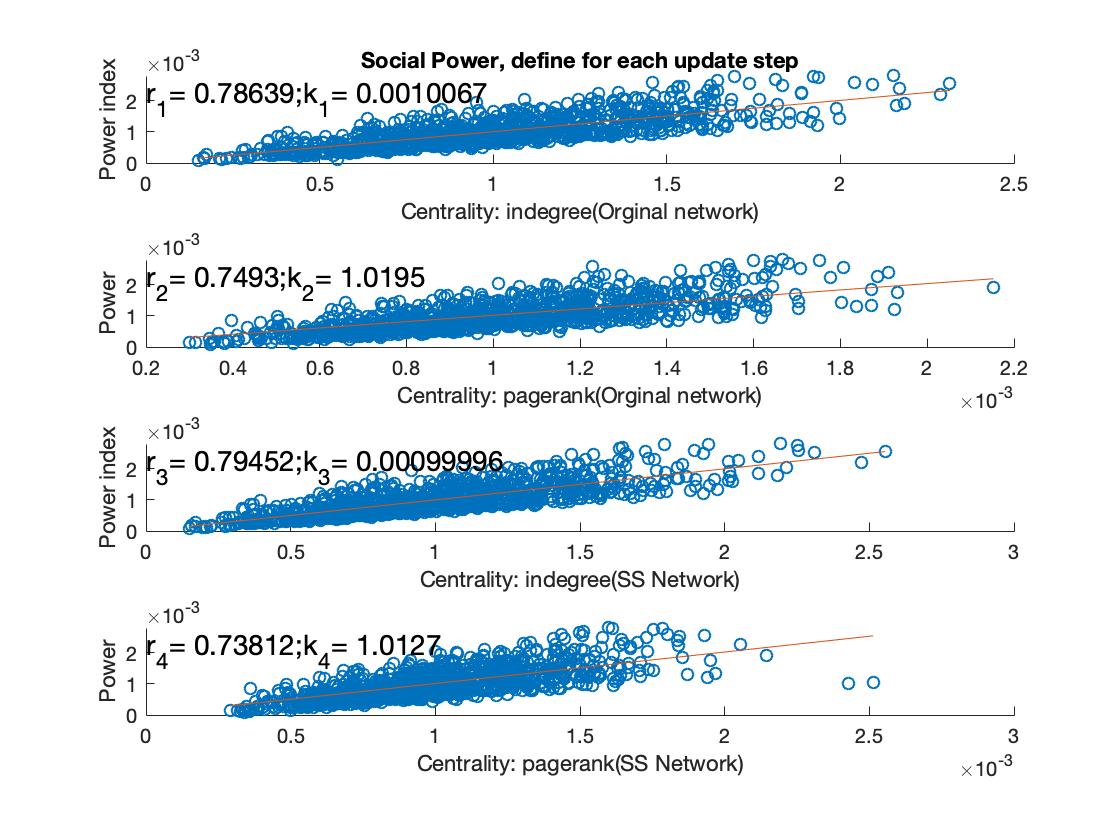 Social Power, define for each update step
×10-3
r1= 0.78639;k1= 0.0010067
Power index
2
1
0
0 0.5 1 1.5 2 2.5
Centrality: indegree(Orginal network)
×10-3
r2= 0.7493;k2= 1.0195
Power
2
1
0
0.2 0.4 0.6 0.8 1 1.2 1.4 1.6 1.8 2 2.2
Centrality: pagerank(Orginal network)
×10-3
×10-3
r3= 0.79452;k3= 0.00099996
Power index
2
1
0
0 0.5 1 1.5 2 2.5 3
Centrality: indegree(SS Network)
×10-3
r4= 0.73812;k4= 1.0127
Power
2
1
0
0 0.5 1 1.5 2 2.5 3
Centrality: pagerank(SS Network)
×10-3